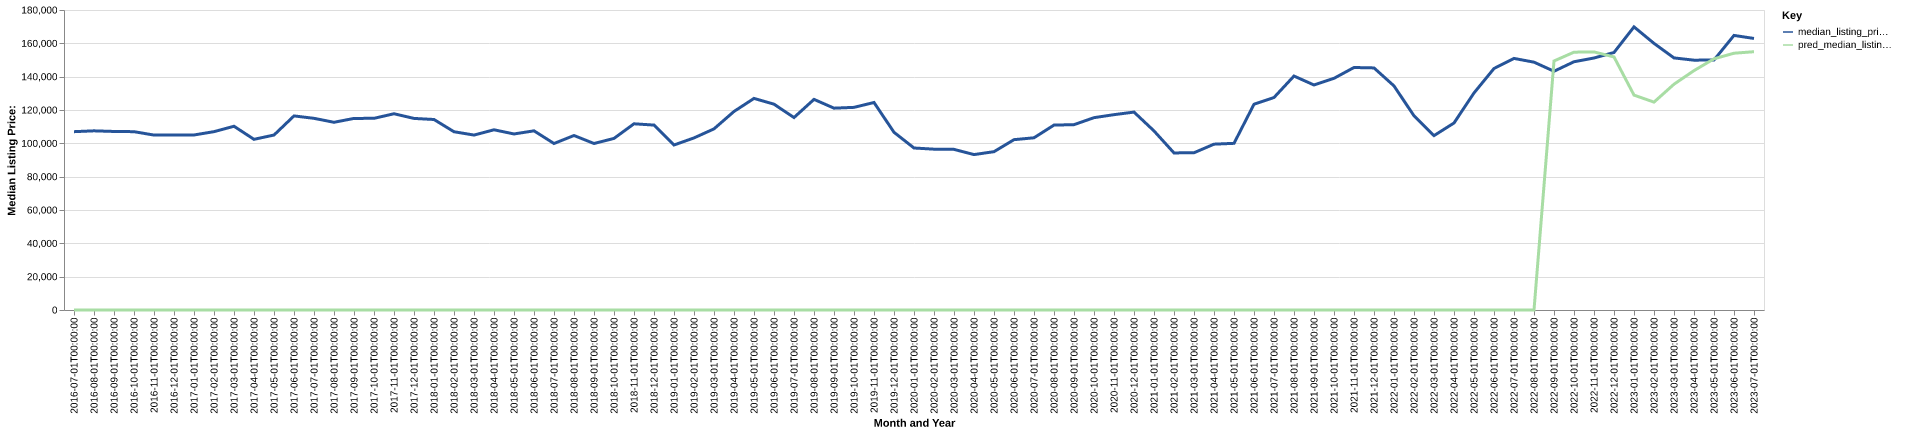 180,000
160,000
140,000
120,000
100,000
80,000
60,000
40,000
20,000
0
Median Listing Price:
2016-07-01T00:00:00
2016-08-01T00:00:00
2016-09-01T00:00:00
2016-10-01T00:00:00
2016-11-01T00:00:00
2016-12-01T00:00:00
2017-01-01T00:00:00
2017-02-01T00:00:00
2017-03-01T00:00:00
2017-04-01T00:00:00
2017-05-01T00:00:00
2017-06-01T00:00:00
2017-07-01T00:00:00
2017-08-01T00:00:00
2017-09-01T00:00:00
2017-10-01T00:00:00
2017-11-01T00:00:00
2017-12-01T00:00:00
2018-01-01T00:00:00
2018-02-01T00:00:00
2018-03-01T00:00:00
2018-04-01T00:00:00
2018-05-01T00:00:00
2018-06-01T00:00:00
2018-07-01T00:00:00
2018-08-01T00:00:00
2018-09-01T00:00:00
2018-10-01T00:00:00
2018-11-01T00:00:00
2018-12-01T00:00:00
2019-01-01T00:00:00
2019-02-01T00:00:00
2019-03-01T00:00:00
2019-04-01T00:00:00
2019-05-01T00:00:00
2019-06-01T00:00:00
2019-07-01T00:00:00
2019-08-01T00:00:00
2019-09-01T00:00:00
2019-10-01T00:00:00
2019-11-01T00:00:00
2019-12-01T00:00:00
2020-01-01T00:00:00
2020-02-01T00:00:00
2020-03-01T00:00:00
2020-04-01T00:00:00
2020-05-01T00:00:00
2020-06-01T00:00:00
2020-07-01T00:00:00
2020-08-01T00:00:00
2020-09-01T00:00:00
2020-10-01T00:00:00
2020-11-01T00:00:00
2020-12-01T00:00:00
2021-01-01T00:00:00
2021-02-01T00:00:00
2021-03-01T00:00:00
2021-04-01T00:00:00
2021-05-01T00:00:00
2021-06-01T00:00:00
2021-07-01T00:00:00
2021-08-01T00:00:00
2021-09-01T00:00:00
2021-10-01T00:00:00
2021-11-01T00:00:00
2021-12-01T00:00:00
2022-01-01T00:00:00
2022-02-01T00:00:00
2022-03-01T00:00:00
2022-04-01T00:00:00
2022-05-01T00:00:00
2022-06-01T00:00:00
2022-07-01T00:00:00
2022-08-01T00:00:00
2022-09-01T00:00:00
2022-10-01T00:00:00
2022-11-01T00:00:00
2022-12-01T00:00:00
2023-01-01T00:00:00
2023-02-01T00:00:00
2023-03-01T00:00:00
2023-04-01T00:00:00
2023-05-01T00:00:00
2023-06-01T00:00:00
2023-07-01T00:00:00
Month and Year
Key
median_listing_pri…
pred_median_listin…